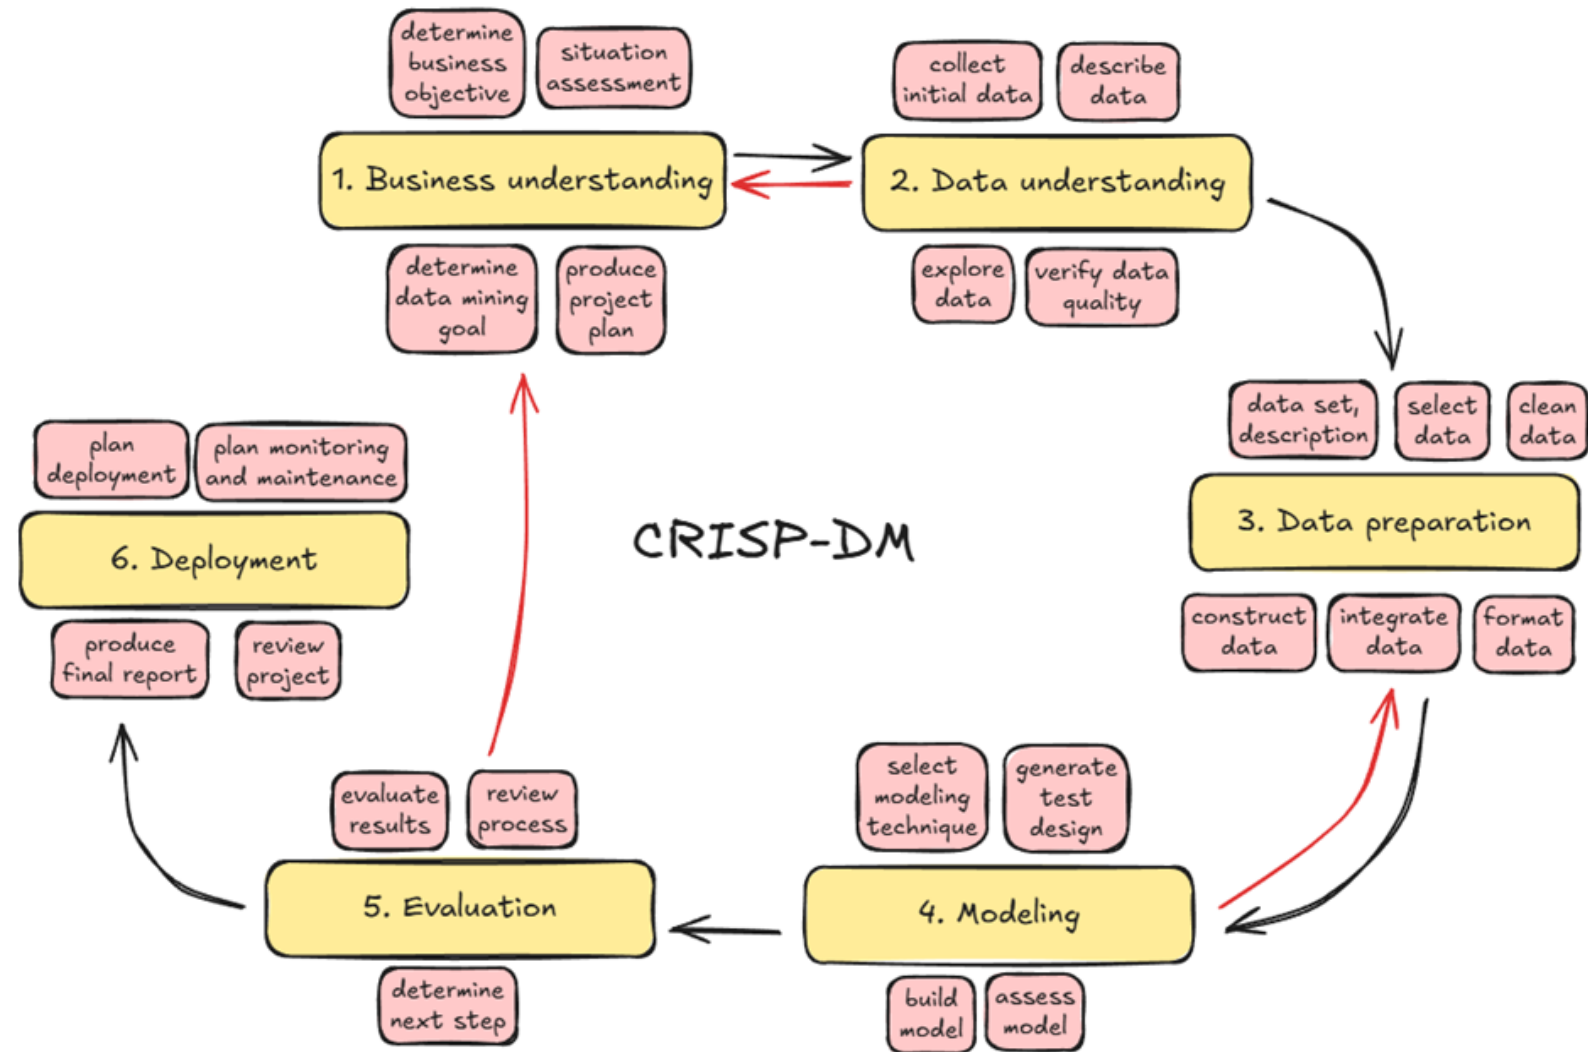 determine
business
objective
situation
assessment
1. Business understanding
determine
data mining
goal
produce
project
plan
collect
initial data
describe
data
2. Data understanding
explore
data
verify data
quality
data set,
description
select
data
clean
data
3. Data preparation
construct
data
integrate
data
format
data
CRISP-DM
select
modeling
technique
generate
test
design
4. Modeling
build
model
assess
model
evaluate
results
review
process
5. Evaluation
determine
next step
plan
deployment
plan monitoring
and maintenance
6. Deployment
produce
final report
review
project